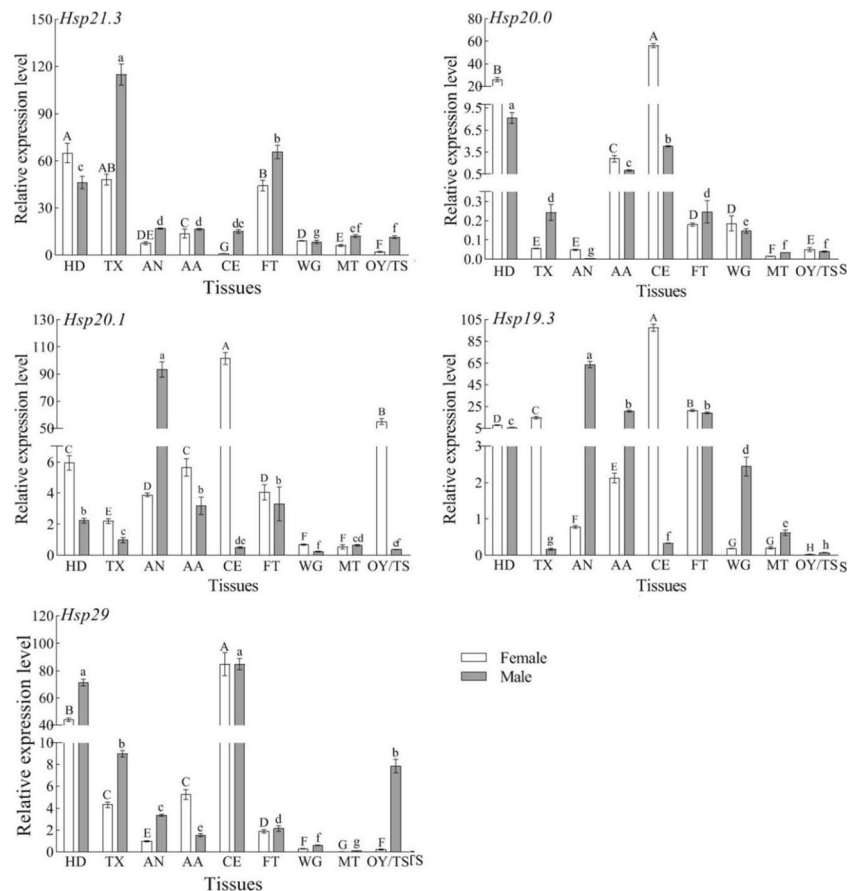 Hsp21.3
Relative expression level
150
120
90
60
30
0
A
c
AB
a
DE
d
C
d
G
de
B
b
D
g
E
ef
F
f
HD TX AN AA CE FT WG MT OY/TS
Tissues
Hsp20.0
Relative expression level
80
60
40
20
9.5
6.5
3.5
0.5
0.3
0.2
0.1
0.0
B
a
E
d
E
g
C
c
A
b
D
d
D
e
F
f
E
f
HD TX AN AA CE FT WG MT OY/TS S
Tissues
Hsp20.1
Relative expression level
130
110
90
70
50
6
4
2
0
C
b
E
c
D
a
C
b
A
de
D
b
F
f
F
cd
B
ef
HD TX AN AA CE FT WG MT OY/TS
Tissues
Hsp19.3
Relative expression level
105
85
65
45
25
5
3
2
1
0
D
c
C
g
F
a
E
b
A
f
B
b
G
d
G
e
H
h
HD TX AN AA CE FT WG MT OY/TS S
Tissues
Hsp29
Relative expression level
120
100
80
60
40
10
8
6
4
2
0
B
a
C
b
E
c
C
e
A
a
D
d
F
f
G
g
F
b
HD TX AN AA CE FT WG MT OY/TS
Tissues
Female
Male